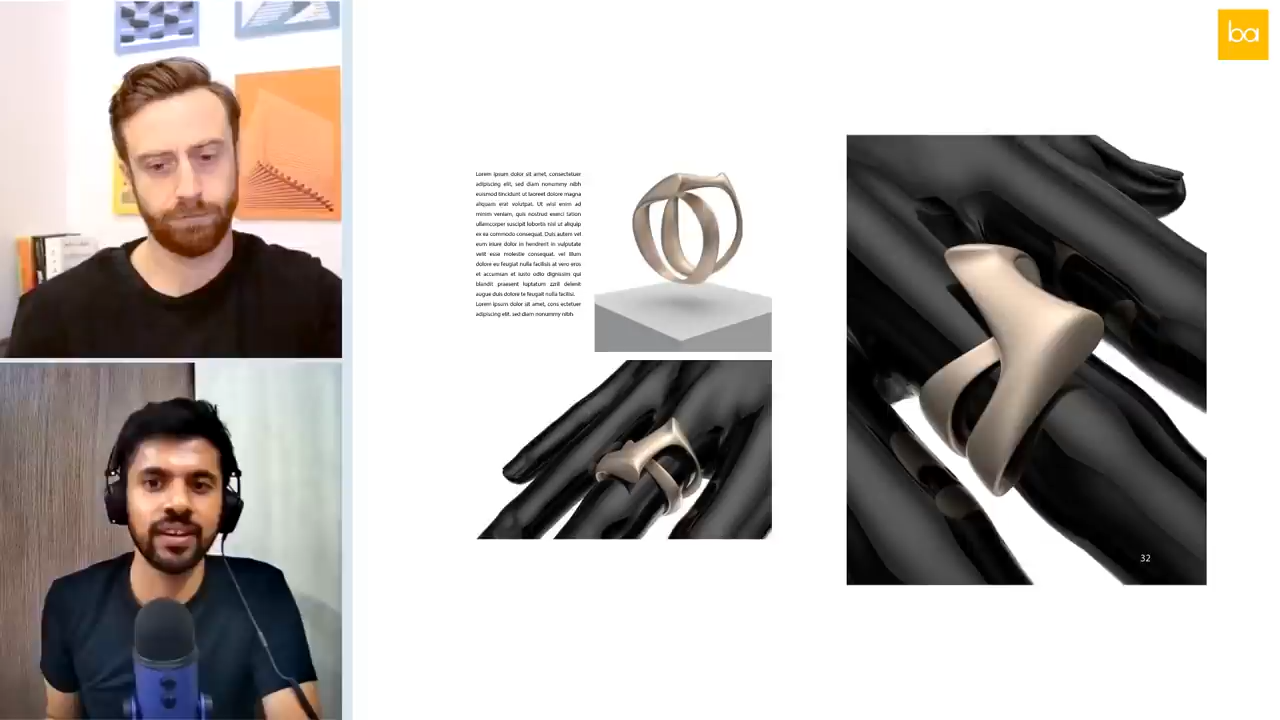 ba
Lorem ipsum dolor sit amet, consectetuer
adipiscing elit, sed diam nonummy nibh
euismod tincidunt ut laoreet dolore magna
aliquam erat volutpat. Ut wisi enim ad
minim veniam, quis nostrud exerci tation
ullamcorper suscipit lobortis nisl ut aliquip
ex ea commodo consequat. Duis autem vel
eum iriure dolor in hendrerit in vulputate
velit esse molestie consequat. vel illum
dolore eu feugiat nulla facilisis at vero eros
et accumsan et iusto odio dignissim qui
blandit praesent luptatum zzril delenit
augue duis dolore te feugait nulla facilisi.
Lorem ipsum dolor sit amet, cons ectetuer
adipiscing elit. sed diam nonummy nibh
32